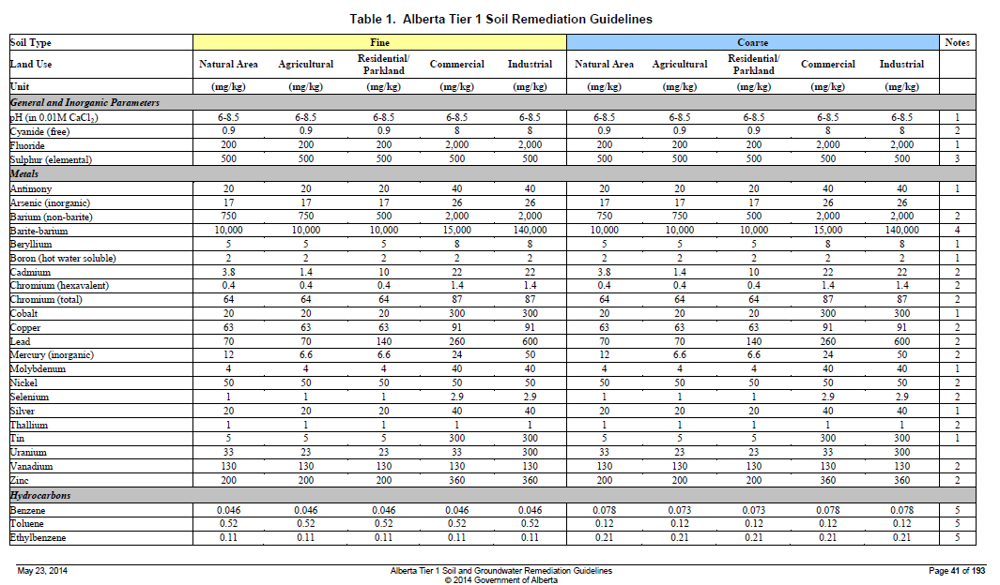 Table 1. Alberta Tier 1 Soil Remediation Guidelines
Soil Type Fine Coarse Notes
Land Use Natural Area Agricultural Residential/ Parkland Commercial Industrial Natural Area Agricultural Residential/ Parkland Commercial Industrial
Unit (mg/kg) (mg/kg) (mg/kg) (mg/kg) (mg/kg) (mg/kg) (mg/kg) (mg/kg) (mg/kg) (mg/kg)
General and Inorganic Parameters
pH (in 0.01M CaCl₂) 6-8.5 6-8.5 6-8.5 6-8.5 6-8.5 6-8.5 6-8.5 6-8.5 6-8.5 6-8.5 1
Cyanide (free) 0.9 0.9 0.9 8 8 0.9 0.9 0.9 8 8 2
Fluoride 200 200 200 2,000 2,000 200 200 200 2,000 2,000 1
Sulphur (elemental) 500 500 500 500 500 500 500 500 500 500 3
Metals
Antimony 20 20 20 40 40 20 20 20 40 40 1
Arsenic (inorganic) 17 17 17 26 26 17 17 17 26 26
Barium (non-barite) 750 750 500 2,000 2,000 750 750 500 2,000 2,000 2
Barite-barium 10,000 10,000 10,000 15,000 140,000 10,000 10,000 10,000 15,000 140,000 4
Beryllium 5 5 5 8 8 5 5 5 8 8 1
Boron (hot water soluble) 2 2 2 2 2 2 2 2 2 2 1
Cadmium 3.8 1.4 10 22 22 3.8 1.4 10 22 22 2
Chromium (hexavalent) 0.4 0.4 0.4 1.4 1.4 0.4 0.4 0.4 1.4 1.4 2
Chromium (total) 64 64 64 87 87 64 64 64 87 87 2
Cobalt 20 20 20 300 300 20 20 20 300 300 1
Copper 63 63 63 91 91 63 63 63 91 91 2
Lead 70 70 140 260 600 70 70 140 260 600 2
Mercury (inorganic) 12 6.6 6.6 24 50 12 6.6 6.6 24 50 2
Molybdenum 4 4 4 40 40 4 4 4 40 40 1
Nickel 50 50 50 50 50 50 50 50 50 50 2
Selenium 1 1 1 2.9 2.9 1 1 1 2.9 2.9 2
Silver 20 20 20 40 40 20 20 20 40 40 1
Thallium 1 1 1 1 1 1 1 1 1 1 2
Tin 5 5 5 300 300 5 5 5 300 300 1
Uranium 33 23 23 33 300 33 23 23 33 300
Vanadium 130 130 130 130 130 130 130 130 130 130 2
Zinc 200 200 200 360 360 200 200 200 360 360 2
Hydrocarbons
Benzene 0.046 0.046 0.046 0.046 0.046 0.078 0.073 0.073 0.078 0.078 5
Toluene 0.52 0.52 0.52 0.52 0.52 0.12 0.12 0.12 0.12 0.12 5
Ethylbenzene 0.11 0.11 0.11 0.11 0.11 0.21 0.21 0.21 0.21 0.21 5
May 23, 2014 Alberta Tier 1 Soil and Groundwater Remediation Guidelines Page 41 of 193
© 2014 Government of Alberta